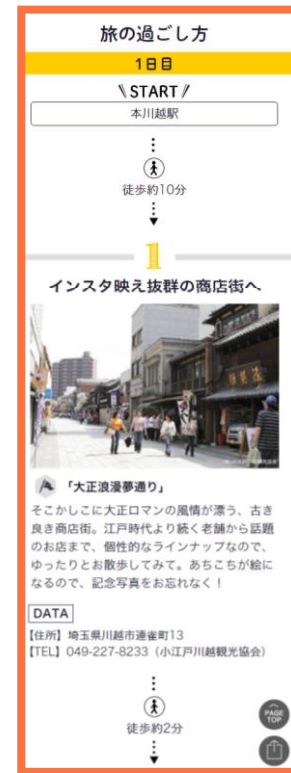 旅の過ごし方
1日目
\\ START /
本川越駅
徒歩約10分
1
インスタ映え抜群の商店街へ
「大正浪漫夢通り」
そこかしこに大正ロマンの風情が漂う、古き
良き商店街。江戸時代より続く老舗から話題
のお店まで、個性的なラインナップなので、
ゆったりとお散歩してみて。あちこちが絵に
なるので、記念写真をお忘れなく!
DATA
【住所】埼玉県川越市連雀町13
【TEL】049-227-8233(小江戸川越観光協会)
PAGE
TOP
徒歩約2分